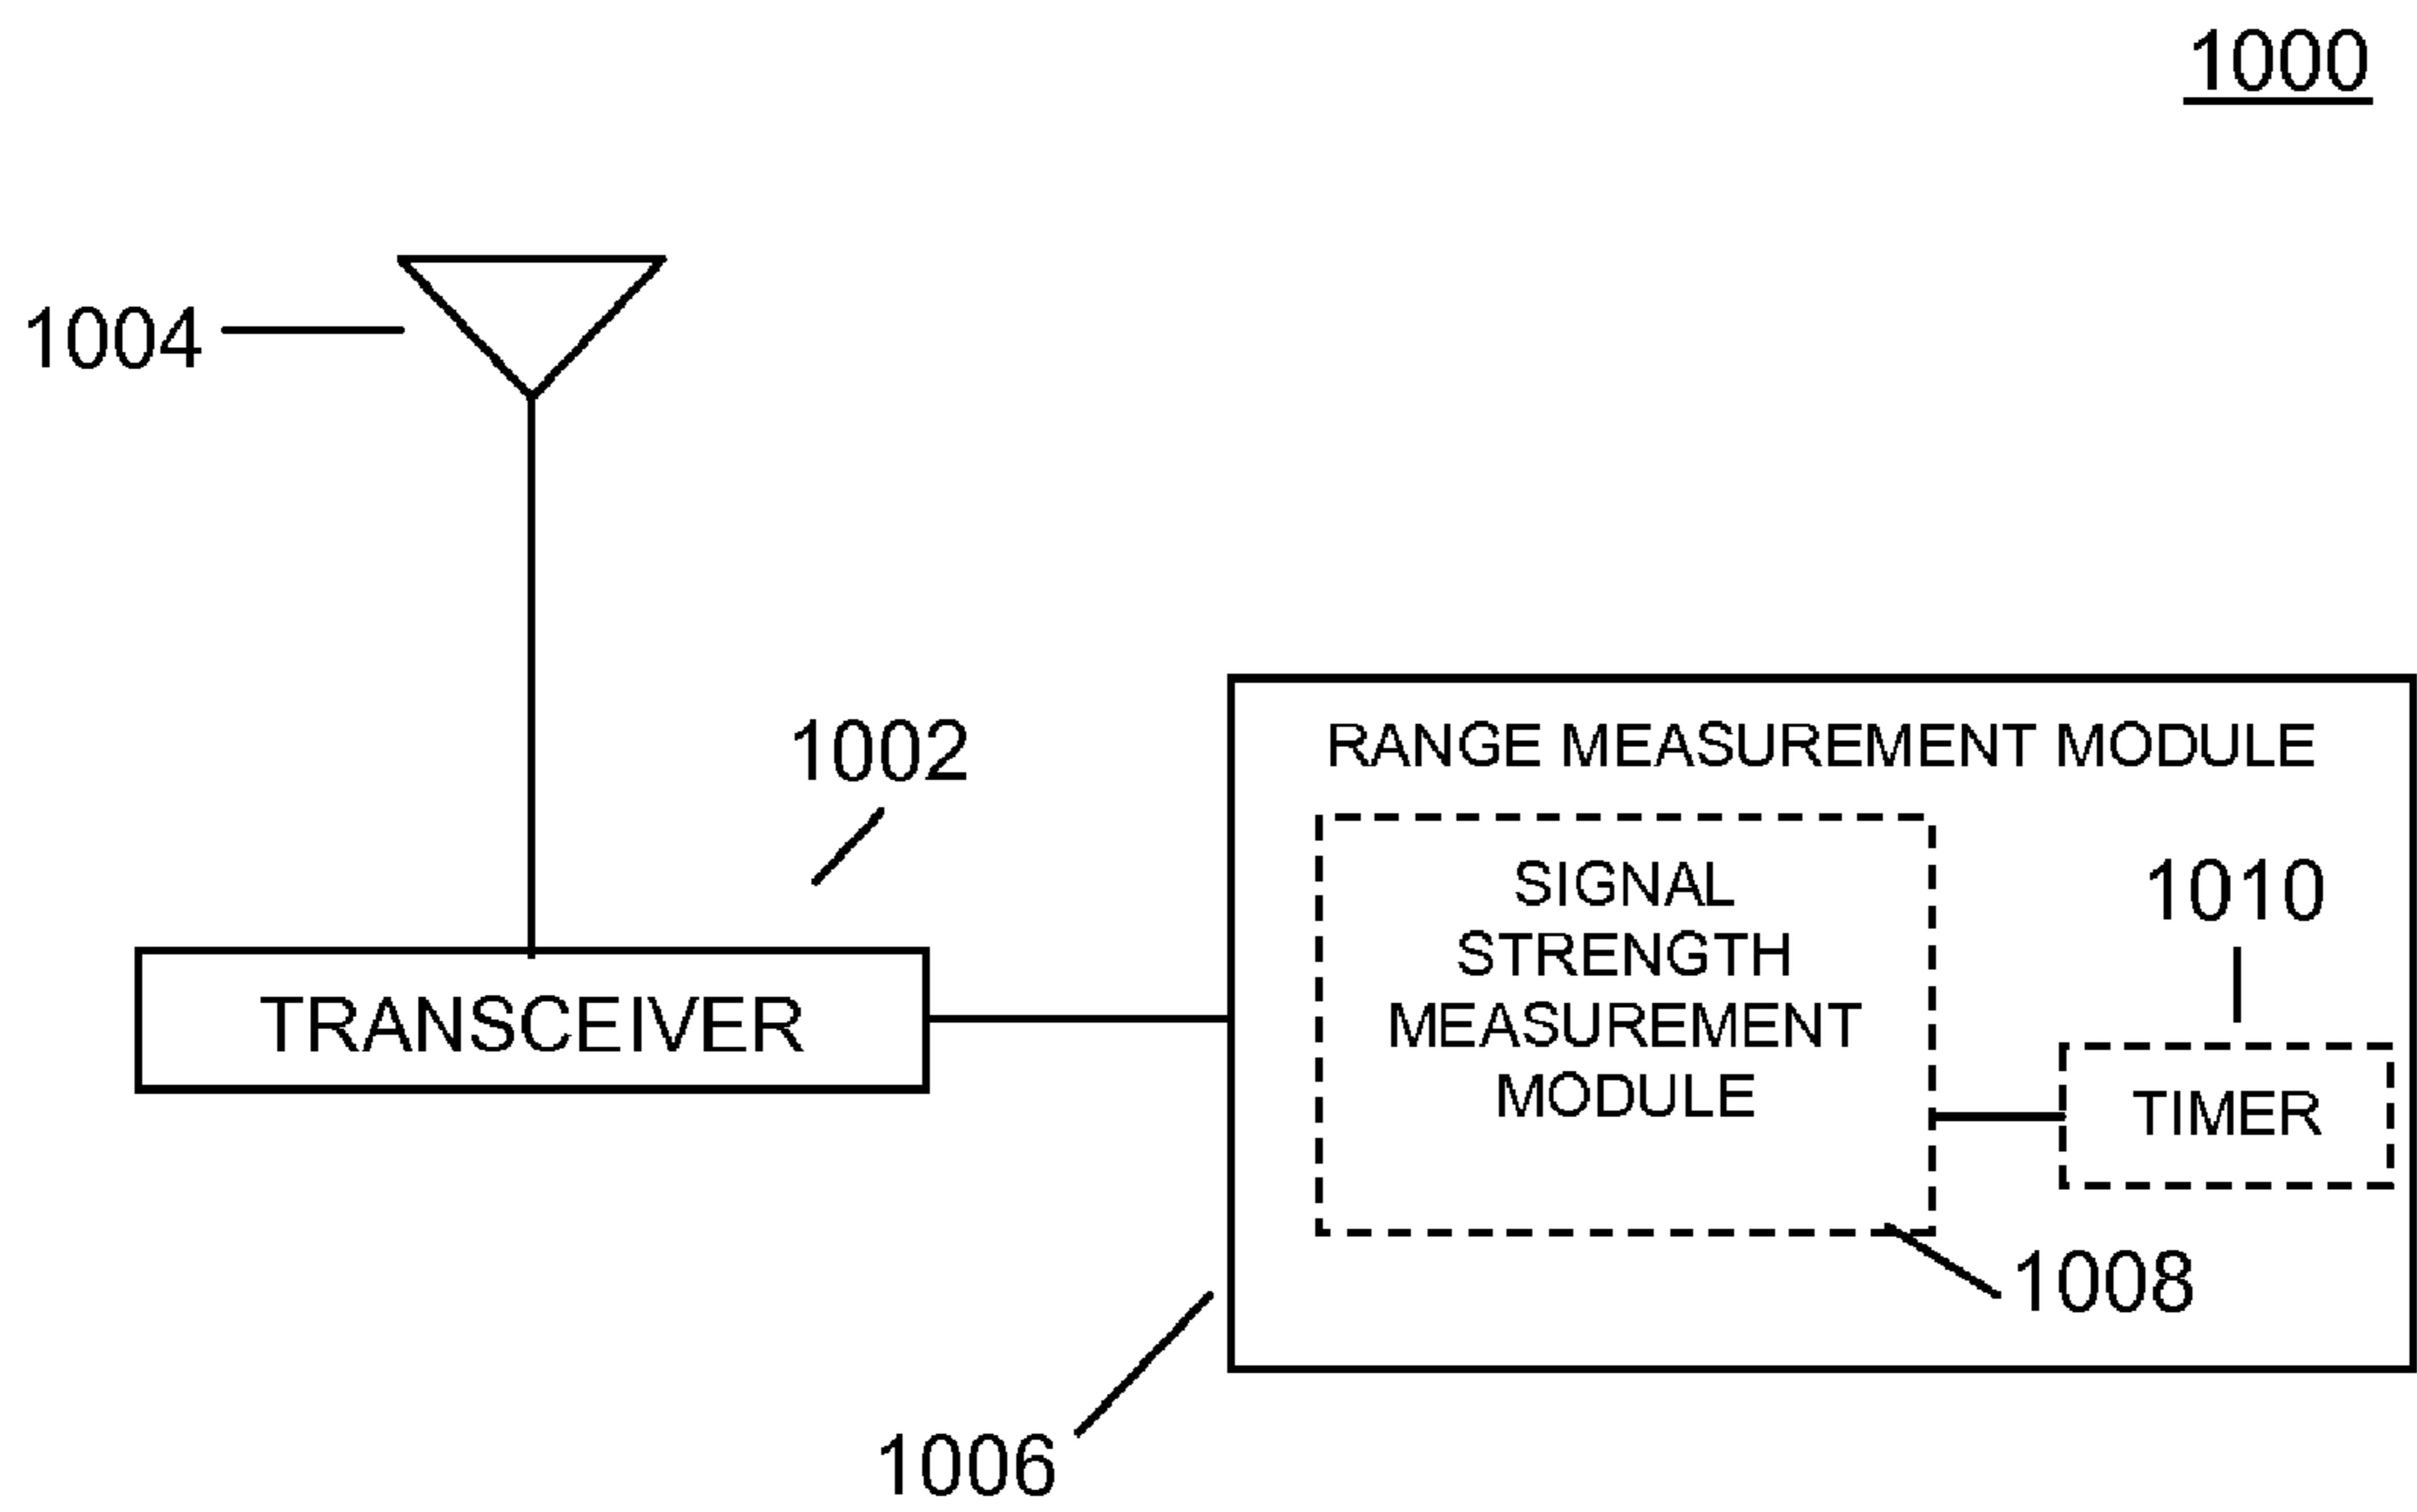 1000
1004
1002
RANGE MEASUREMENT MODULE
SIGNAL
STRENGTH
MEASUREMENT
MODULE
1010
TRANSCEIVER
TIMER
1008
1006